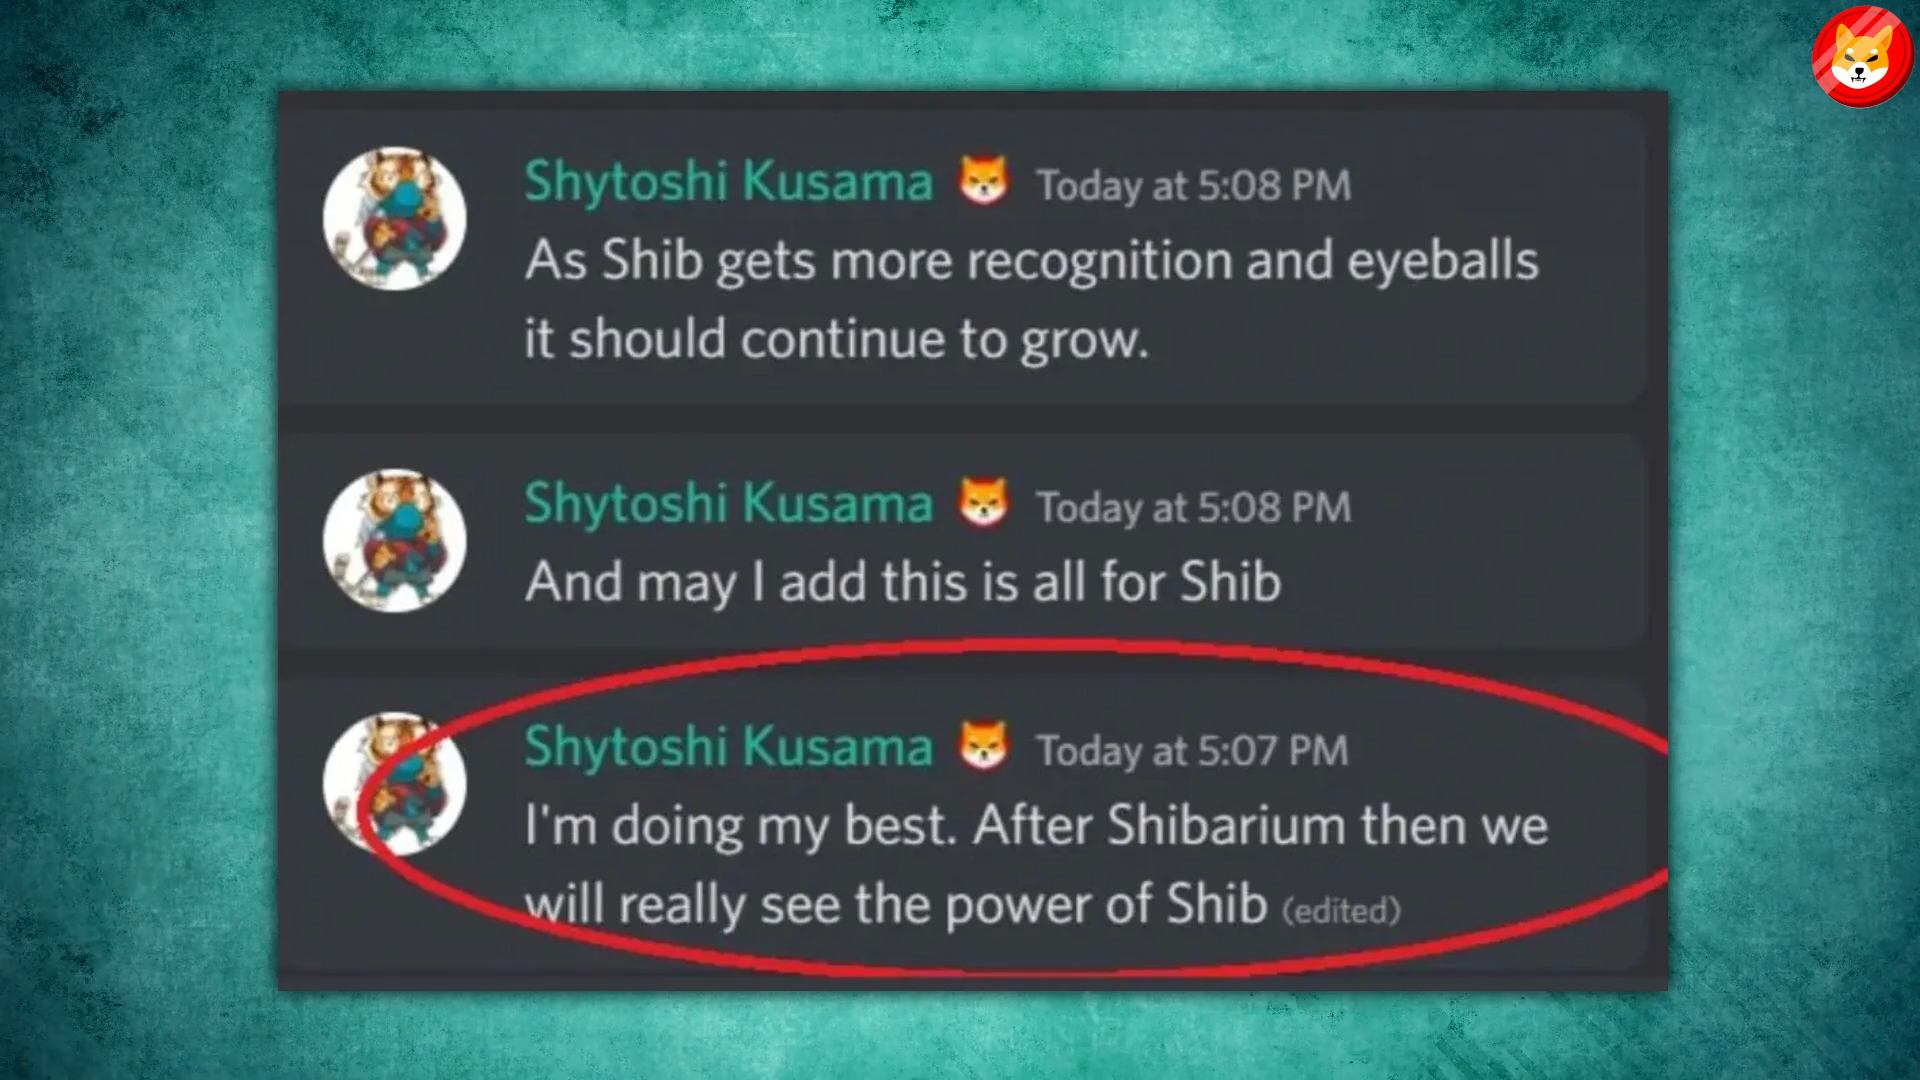 Shytoshi Kusama Today at 5:08 PM
As Shib gets more recognition and eyeballs
it should continue to grow.
Shytoshi Kusama Today at 5:08 PM
And may I add this is all for Shib
Shytoshi Kusama Today at 5:07 PM
I'm doing my best. After Shibarium then we
will really see the power of Shib (edited)